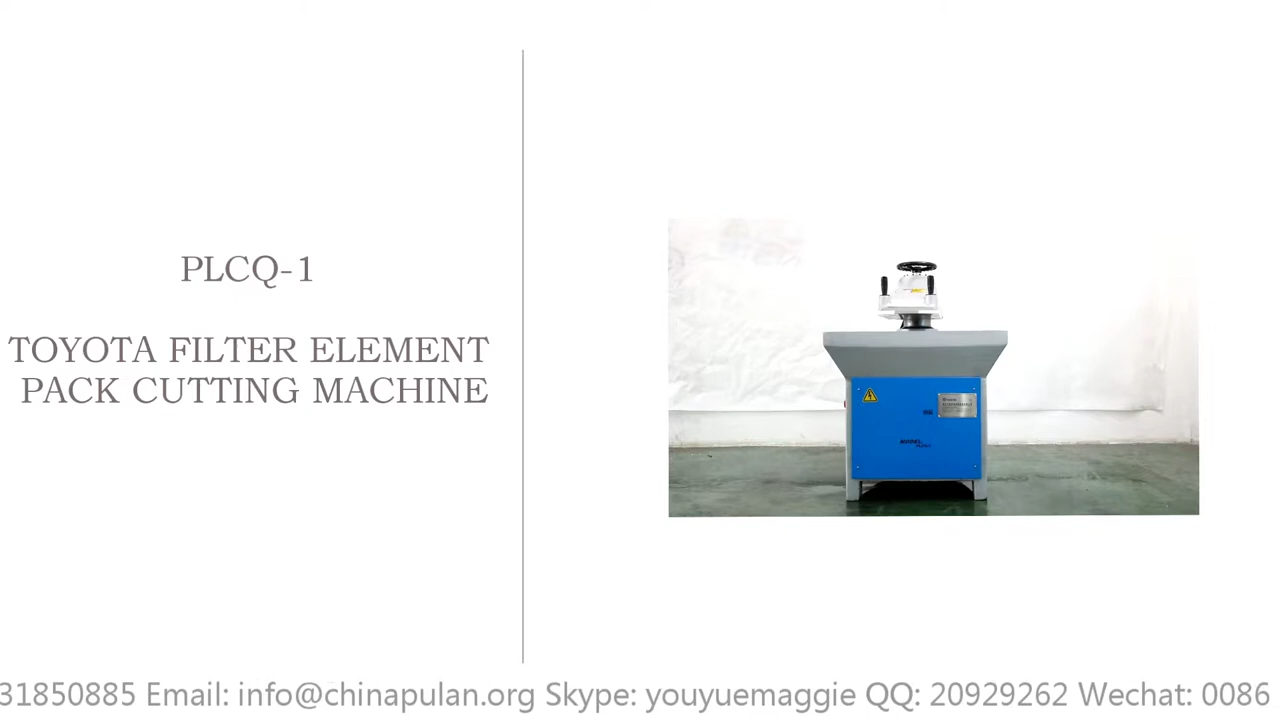 PLCQ-1
TOYOTA FILTER ELEMENT
PACK CUTTING MACHINE
31850885 Email: info@chinapulan.org Skype: youyuemaggie QQ: 20929262 Wechat: 0086